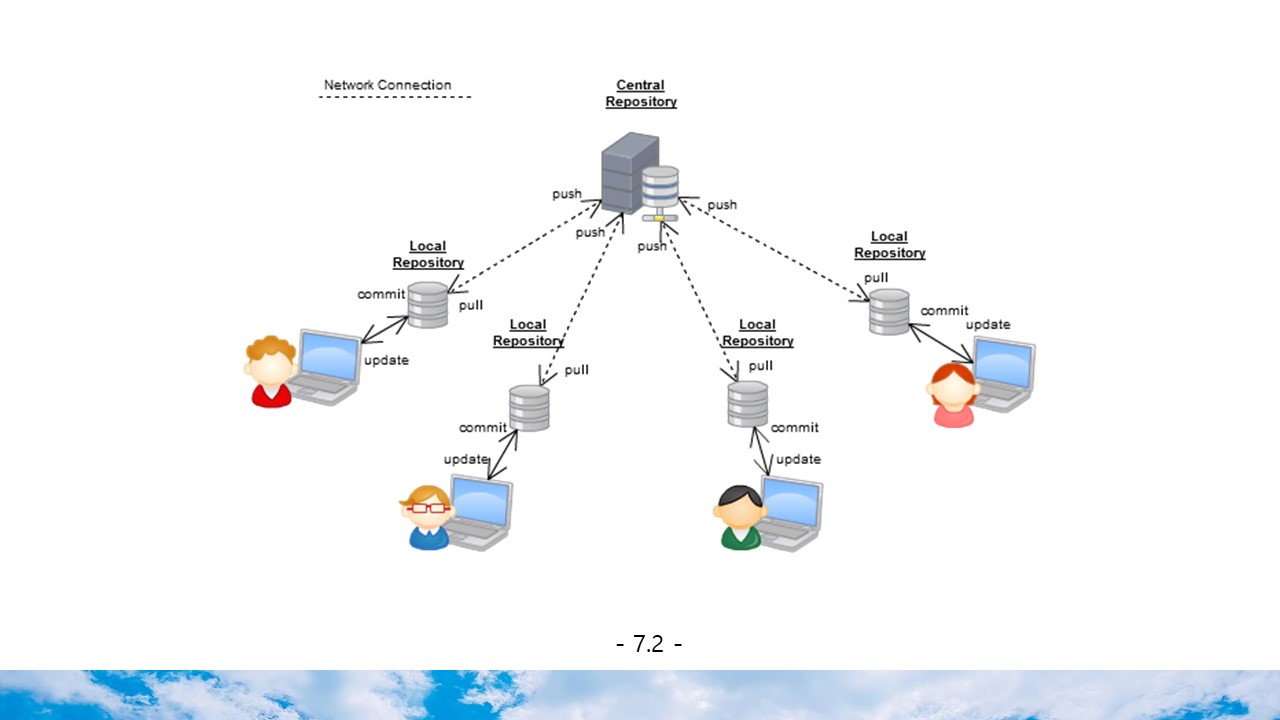 Network Connection
Central
Repository
push
push
push
push
Local
Repository
commit
pull
update
Local
Repository
pull
commit
update
Local
Repository
pull
commit
update
Local
Repository
pull
commit
update
- 7.2 -